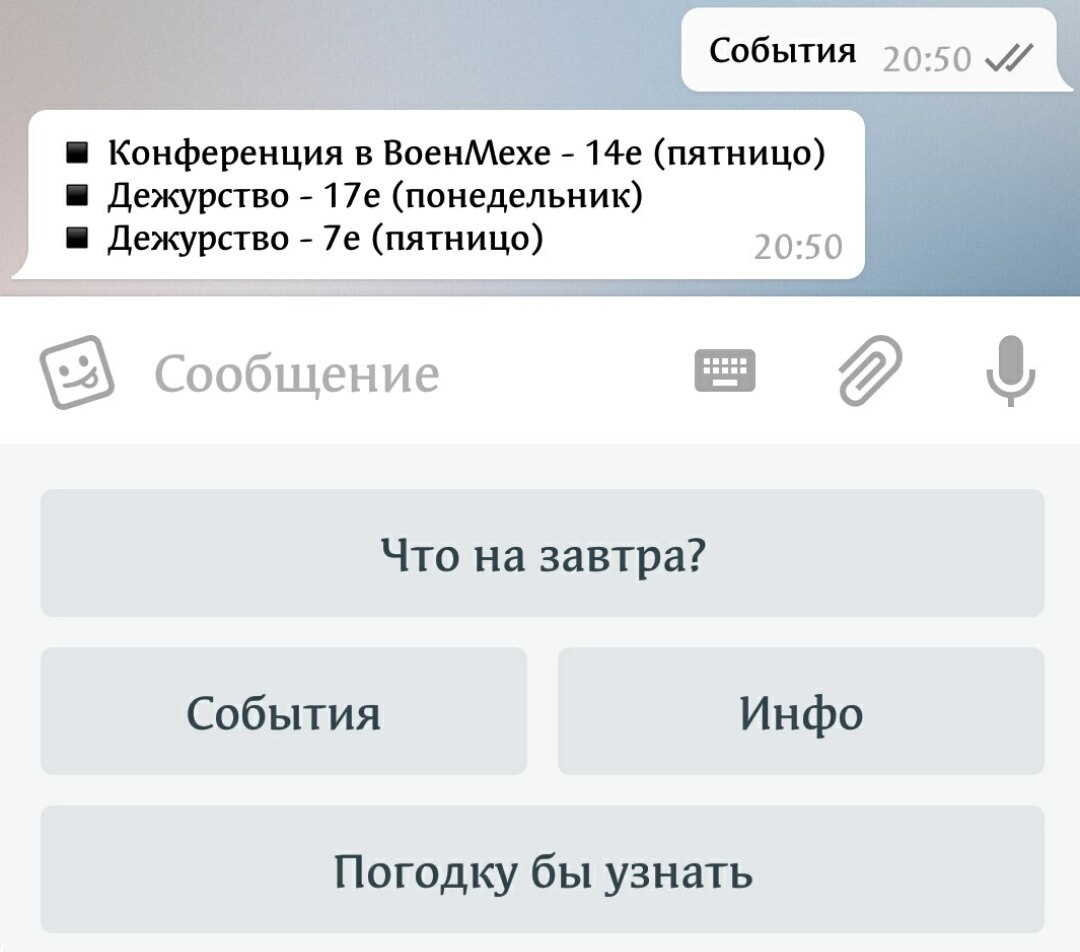 События 20:50
▪ Конференция в ВоенМехе - 14е (пятницо)
▪ Дежурство - 17е (понедельник)
▪ Дежурство - 7е (пятницо)
20:50
Сообщение
Что на завтра?
События
Инфо
Погодку бы узнать